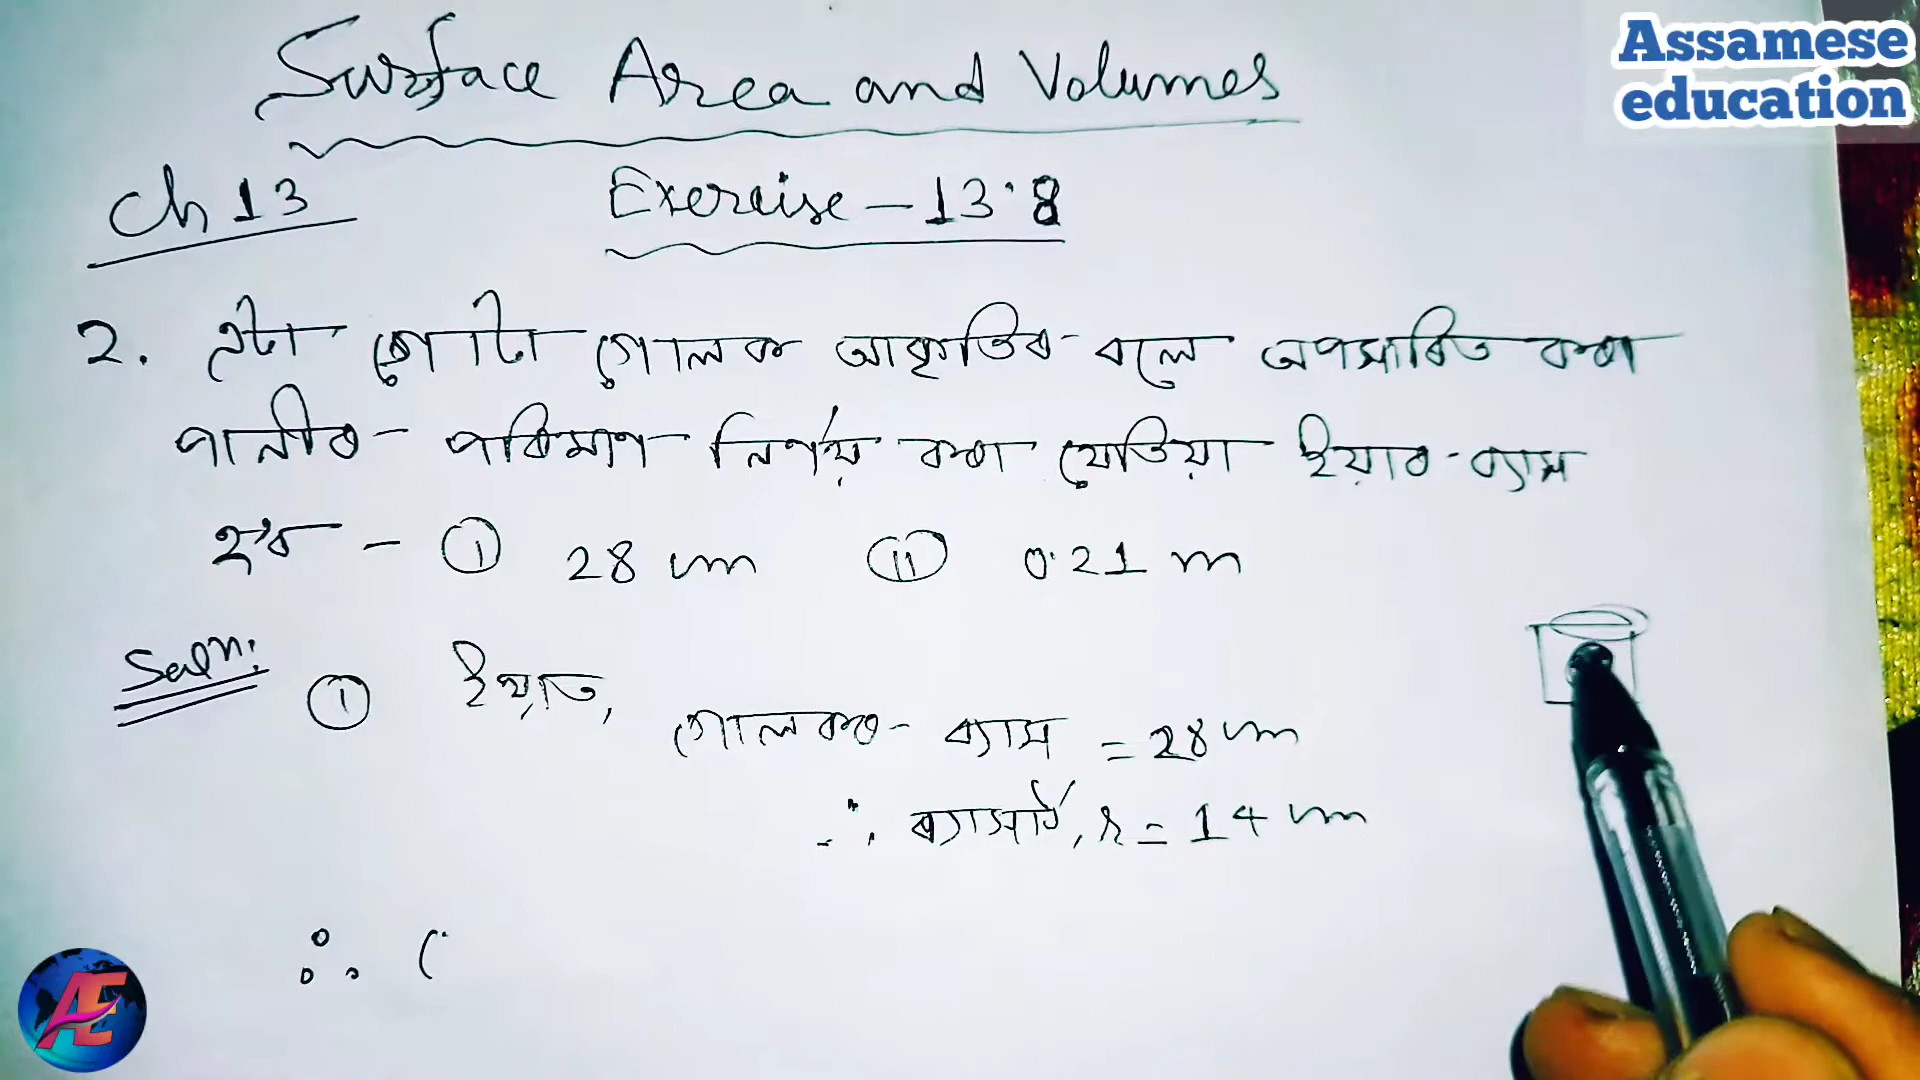 Surface Area and Volumes
Assamese
education
Ch 13
Exercise – 13.8
2. এটা গোটা গোলক আকৃতিৰ বলে অপসাৰিত কৰা
পানীৰ পৰিমাণ নিৰ্ণয় কৰা যেতিয়া ইয়াৰ ব্যাস
হ'ব – (i) 28 cm (ii) 0.21 m
Soln:
(i) ইয়াত,
গোলকৰ ব্যাস = 28 cm
∴ ব্যাসাৰ্ধ, r = 14 cm
∴ (
AE